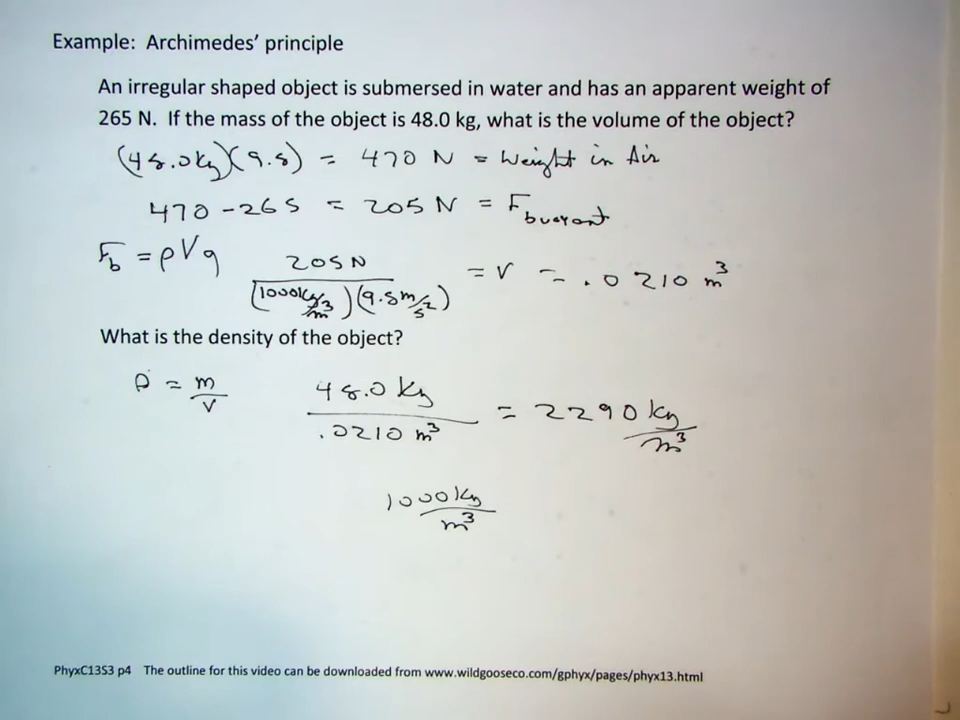 Example: Archimedes' principle
An irregular shaped object is submersed in water and has an apparent weight of
265 N. If the mass of the object is 48.0 kg, what is the volume of the object?
(48.0kg)(9.8) = 470 N = Weight in Air
470 - 265 = 205 N = F buoyant
Fb = ρVg 205N / (1000kg/m³)(9.8m/s²) = V = .0210 m³
What is the density of the object?
ρ = m/V 48.0 kg / .0210 m³ = 2290 kg/m³
1000 kg/m³
PhyxC13S3 p4 The outline for this video can be downloaded from www.wildgooseco.com/gphyx/pages/phyx13.html